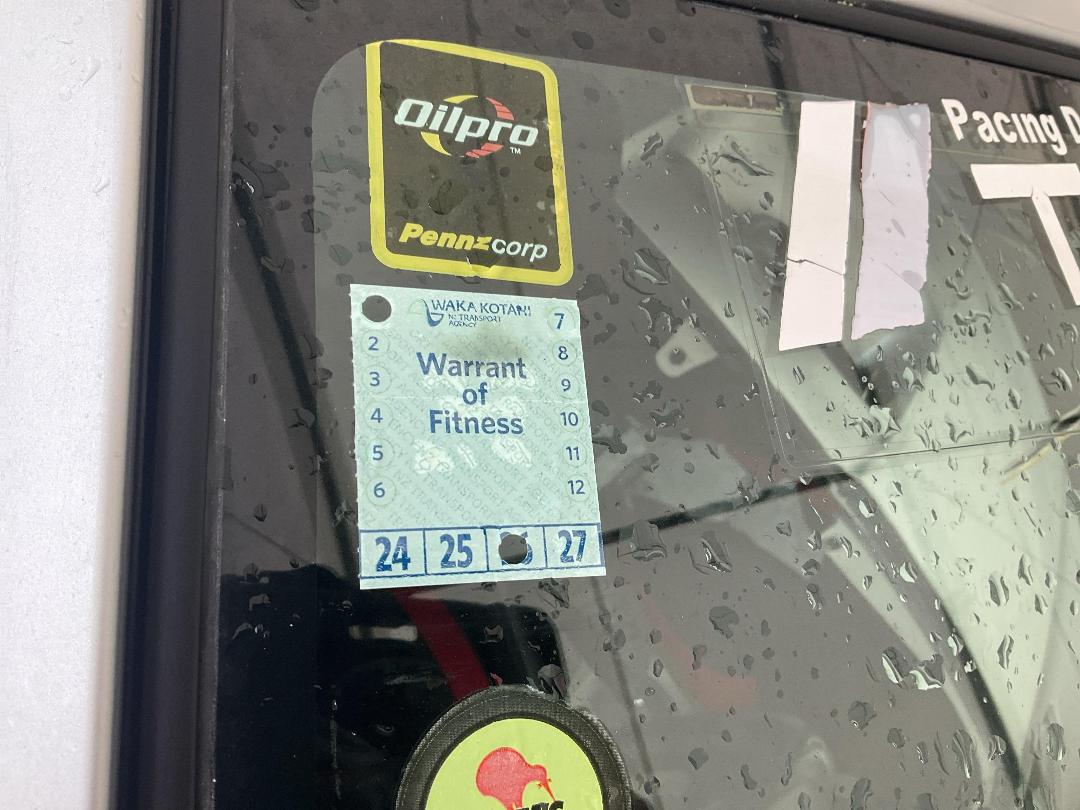 Oilpro
TM
Pennzcorp
Pacing
T
WAKA KOTAHI
NZ TRANSPORT
AGENCY
Warrant
of
Fitness
2
3
4
5
6
7
8
9
10
11
12
24 25 27